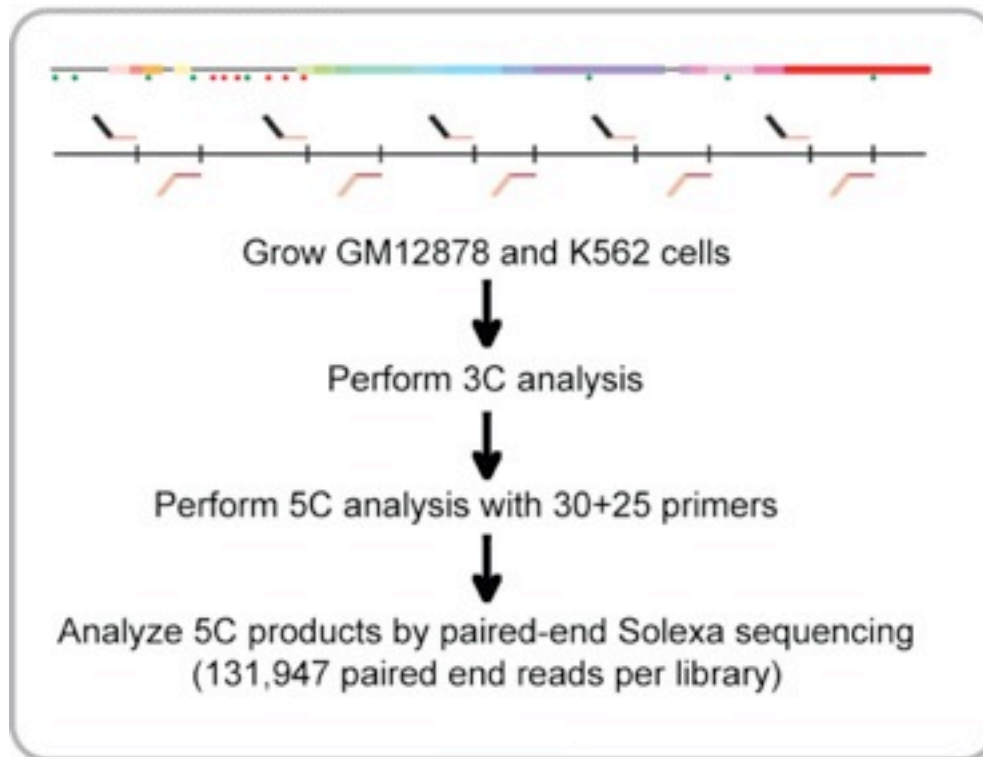 Grow GM12878 and K562 cells
Perform 3C analysis
Perform 5C analysis with 30+25 primers
Analyze 5C products by paired-end Solexa sequencing
(131,947 paired end reads per library)